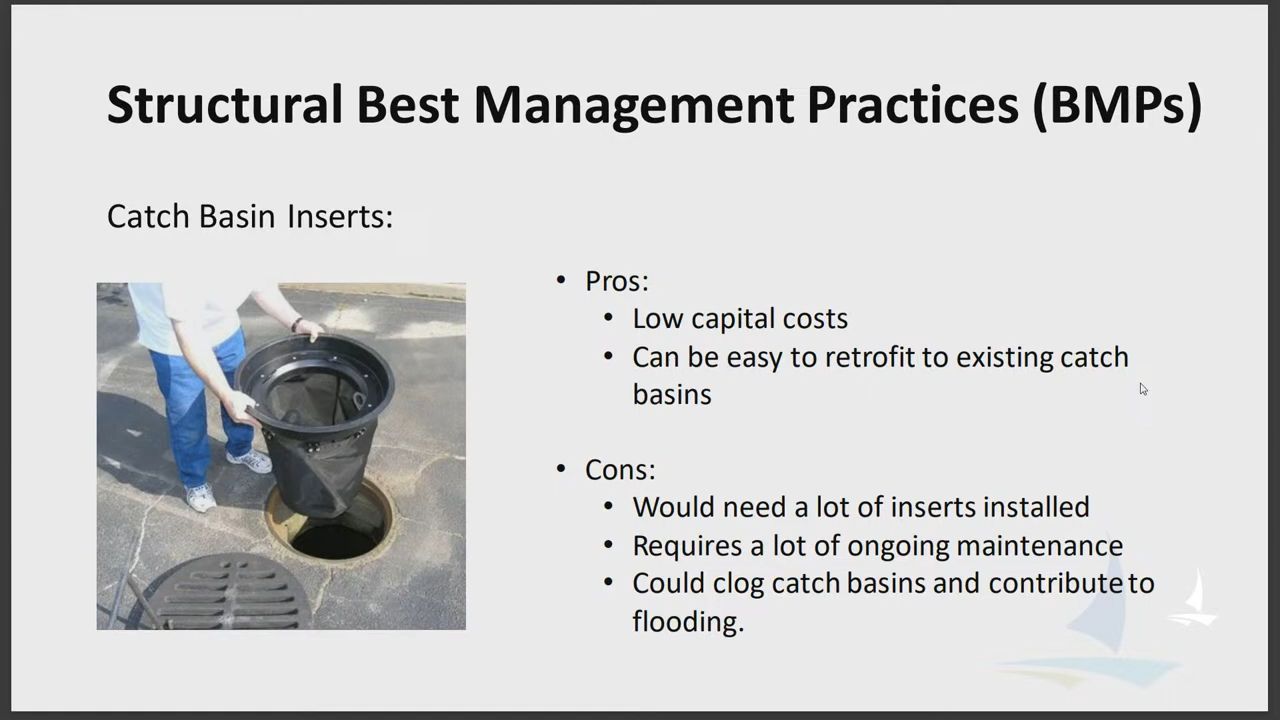 Structural Best Management Practices (BMPs)
Catch Basin Inserts:
• Pros:
• Low capital costs
• Can be easy to retrofit to existing catch
basins
• Cons:
• Would need a lot of inserts installed
• Requires a lot of ongoing maintenance
• Could clog catch basins and contribute to
flooding.